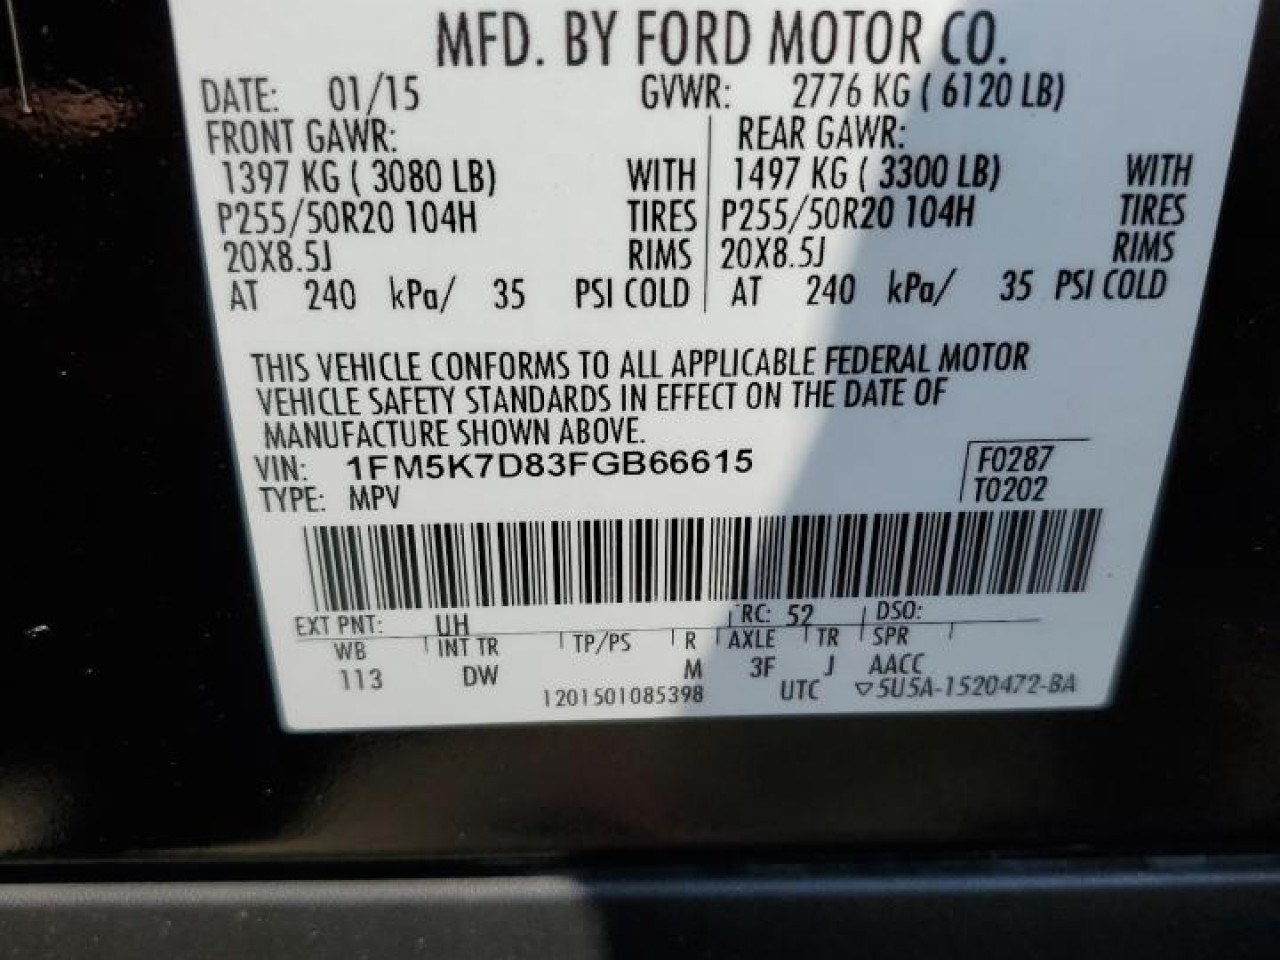 MFD. BY FORD MOTOR CO.
DATE: 01/15 GVWR: 2776 KG ( 6120 LB)
FRONT GAWR: REAR GAWR:
1397 KG ( 3080 LB) WITH 1497 KG ( 3300 LB) WITH
P255/50R20 104H TIRES P255/50R20 104H TIRES
20X8.5J RIMS 20X8.5J RIMS
AT 240 kPa/ 35 PSI COLD AT 240 kPa/ 35 PSI COLD
THIS VEHICLE CONFORMS TO ALL APPLICABLE FEDERAL MOTOR
VEHICLE SAFETY STANDARDS IN EFFECT ON THE DATE OF
MANUFACTURE SHOWN ABOVE.
VIN: 1FM5K7D83FGB66615 F0287
TYPE: MPV T0202
EXT PNT: UH RC: 52 DSO:
WB INT TR TP/PS R AXLE TR SPR
113 DW M 3F J AACC
1201501085398 UTC ▽5U5A-1520472-BA